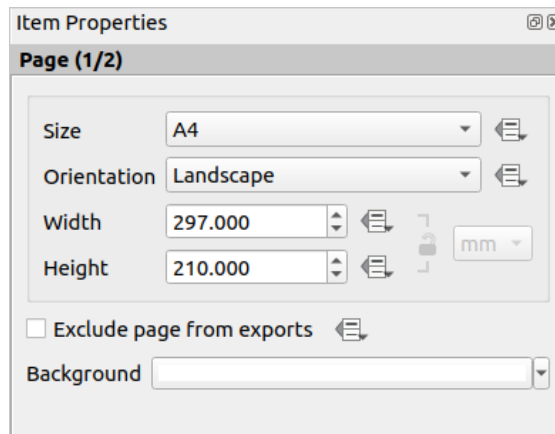 Item Properties
Page (1/2)
Size A4
Orientation Landscape
Width 297.000
Height 210.000
mm
Exclude page from exports
Background